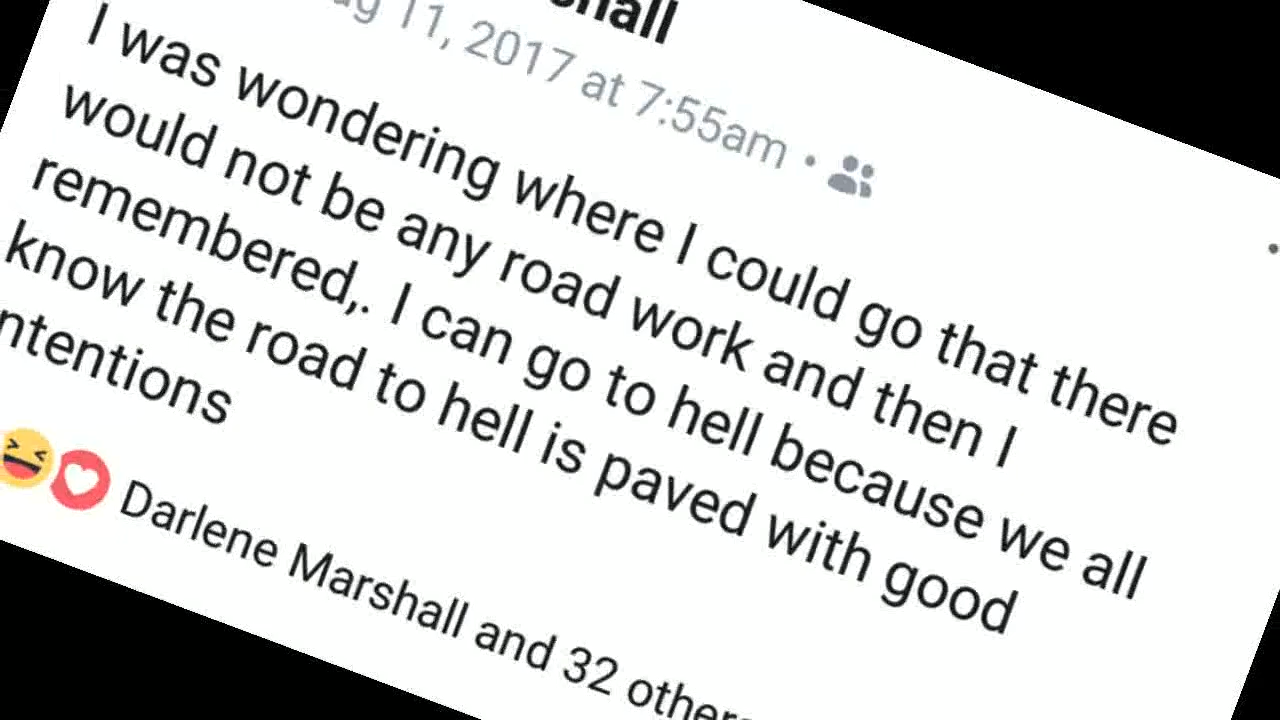 hall
ug 11, 2017 at 7:55am
I was wondering where I could go that there
would not be any road work and then I
remembered,. I can go to hell because we all
know the road to hell is paved with good
ntentions
Darlene Marshall and 32 others